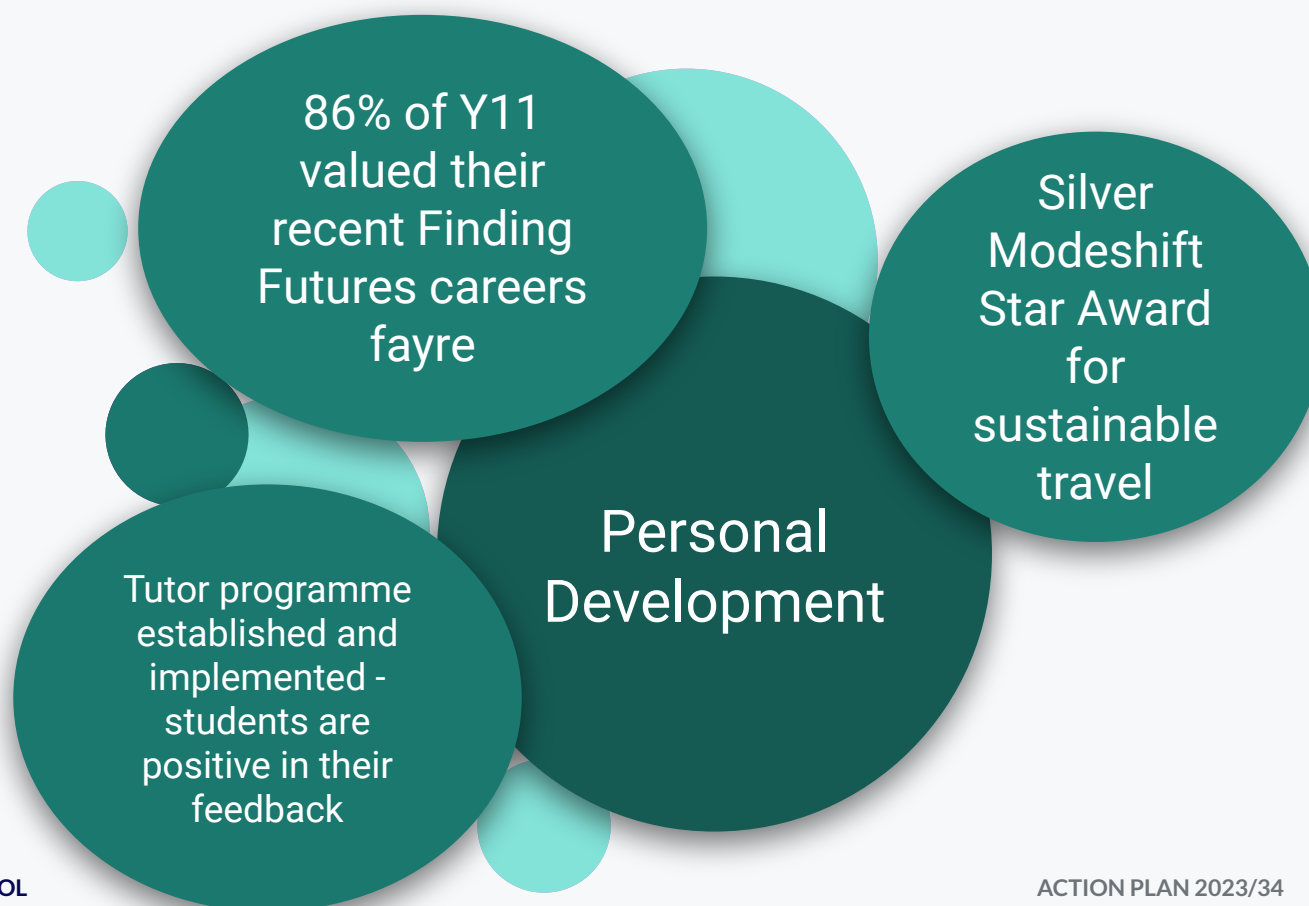 86% of Y11
valued their
recent Finding
Futures careers
fayre
Silver
Modeshift
Star Award
for
sustainable
travel
Personal
Development
Tutor programme
established and
implemented -
students are
positive in their
feedback
OL
ACTION PLAN 2023/34